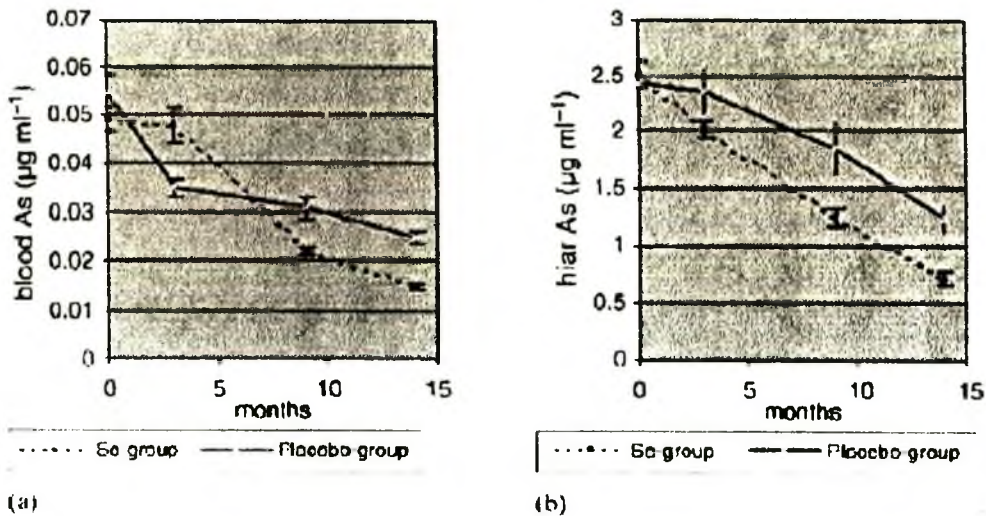 0.07
0.06
0.05
0.04
0.03
0.02
0.01
0
blood As (µg ml⁻¹)
0 5 10 15
months
Se group Placebo group
(a)
3
2.5
2
1.5
1
0.5
0
hiar As (µg ml⁻¹)
0 5 10 15
months
Se group Placebo group
(b)